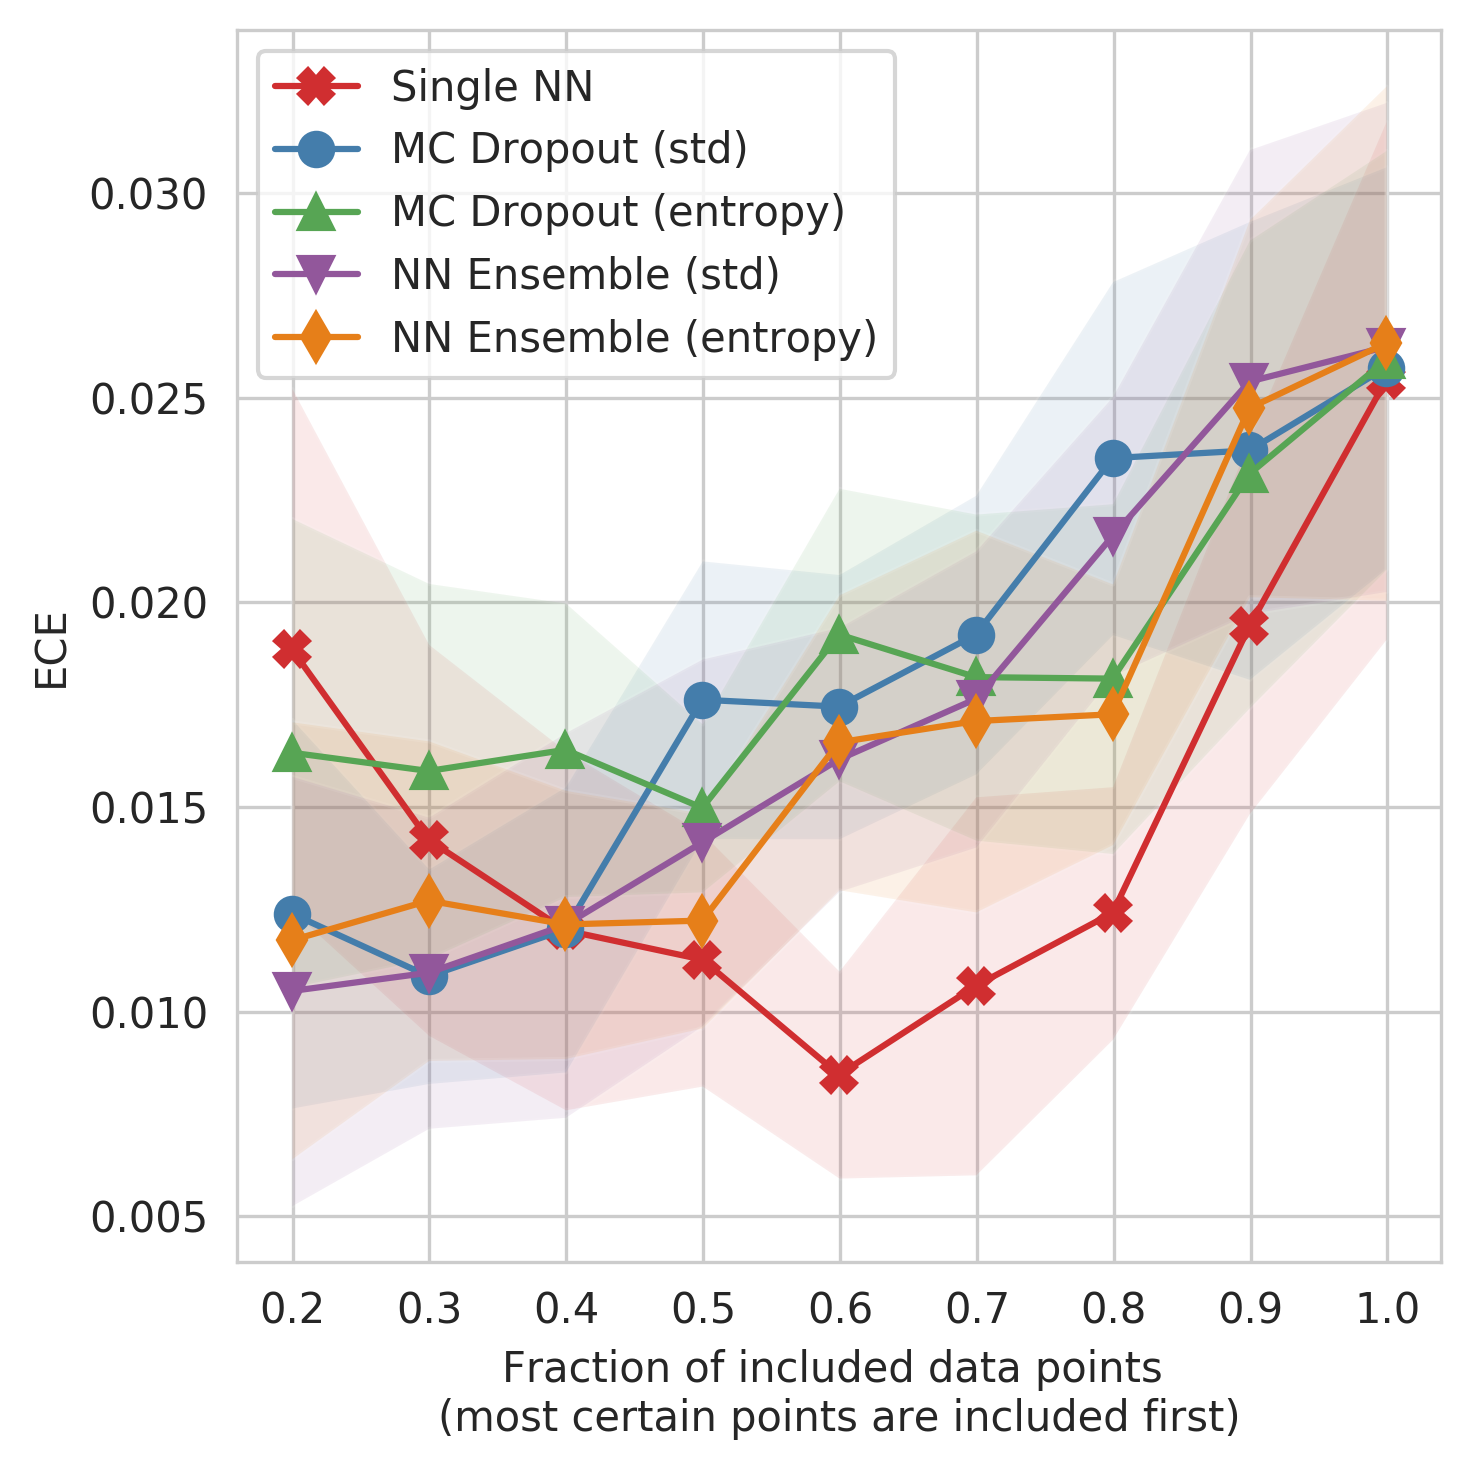 Single NN
MC Dropout (std)
MC Dropout (entropy)
NN Ensemble (std)
NN Ensemble (entropy)
0.030
0.025
0.020
0.015
0.010
0.005
ECE
0.2 0.3 0.4 0.5 0.6 0.7 0.8 0.9 1.0
Fraction of included data points
(most certain points are included first)